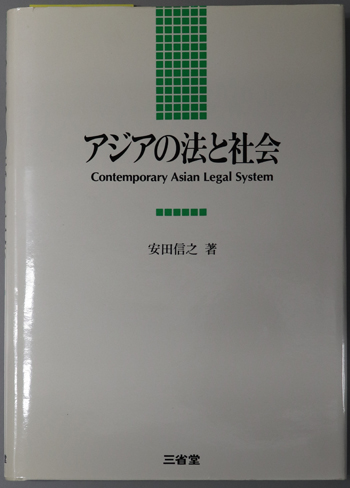 アジアの法と社会
Contemporary Asian Legal System
安田信之 著
三省堂